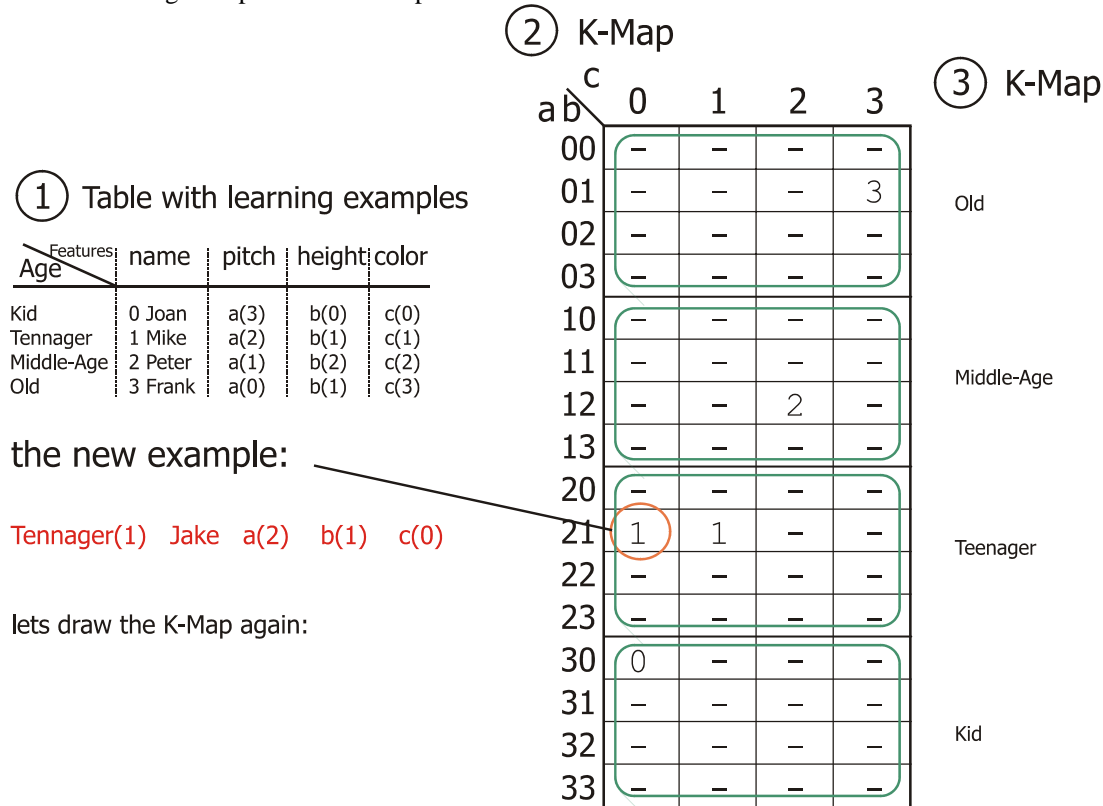 2 K-Map
3 K-Map
c
a b 0 1 2 3
00 – – – –
01 – – – 3
02 – – – –
03 – – – –
Old
10 – – – –
11 – – – –
12 – – 2 –
13 – – – –
Middle-Age
20 – – – –
21 1 1 – –
22 – – – –
23 – – – –
Teenager
30 0 – – –
31 – – – –
32 – – – –
33 – – – –
Kid
1 Table with learning examples
Features
Age name pitch height color
Kid 0 Joan a(3) b(0) c(0)
Tennager 1 Mike a(2) b(1) c(1)
Middle-Age 2 Peter a(1) b(2) c(2)
Old 3 Frank a(0) b(1) c(3)
the new example:
Tennager(1) Jake a(2) b(1) c(0)
lets draw the K-Map again: